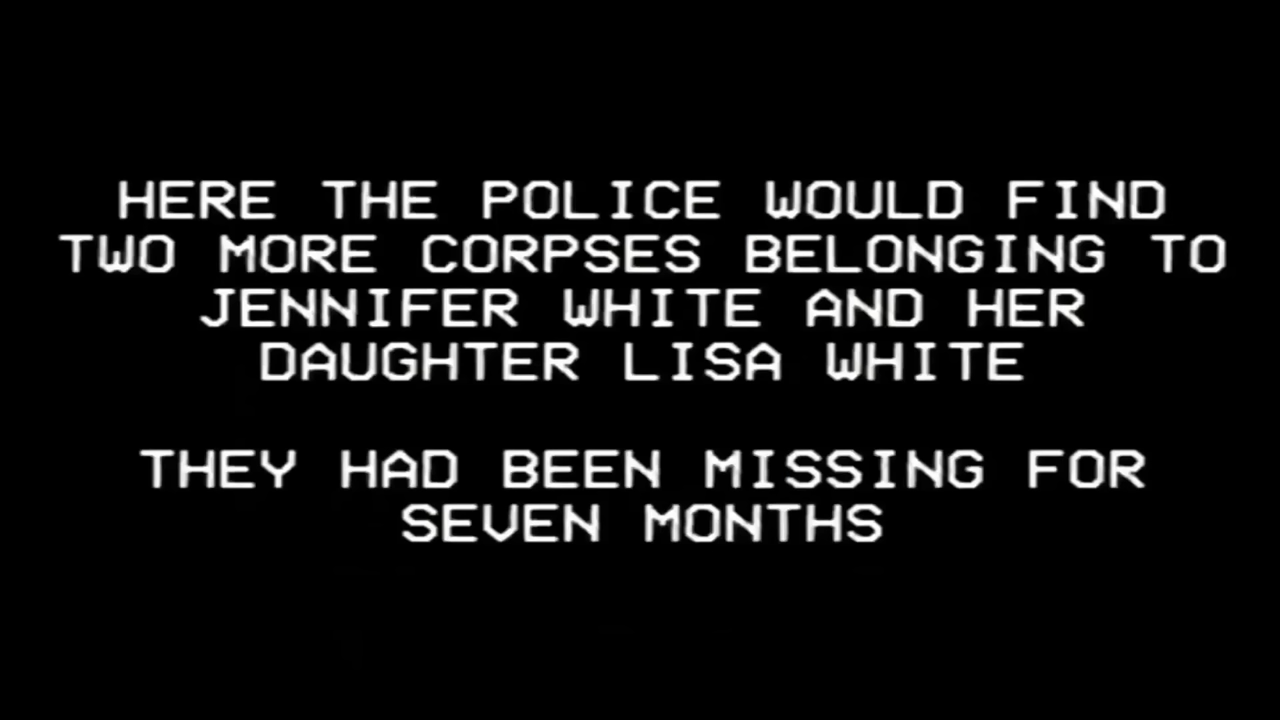 HERE THE POLICE WOULD FIND
TWO MORE CORPSES BELONGING TO
JENNIFER WHITE AND HER
DAUGHTER LISA WHITE
THEY HAD BEEN MISSING FOR
SEVEN MONTHS